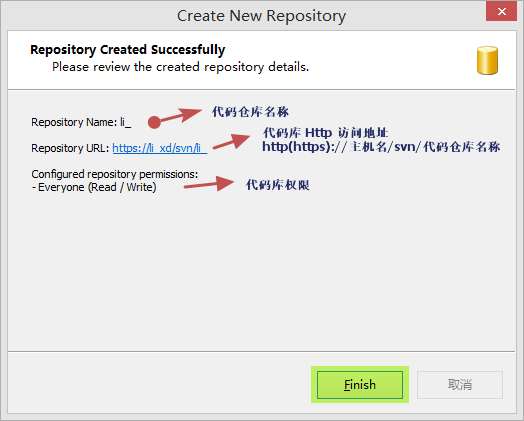 Create New Repository
Repository Created Successfully
Please review the created repository details.
代码仓库名称
Repository Name: li_
代码库 Http 访问地址
Repository URL: https://li_xd/svn/li_
http(https)://主机名/svn/代码仓库名称
Configured repository permissions:
- Everyone (Read / Write)
代码库权限
Finish
取消